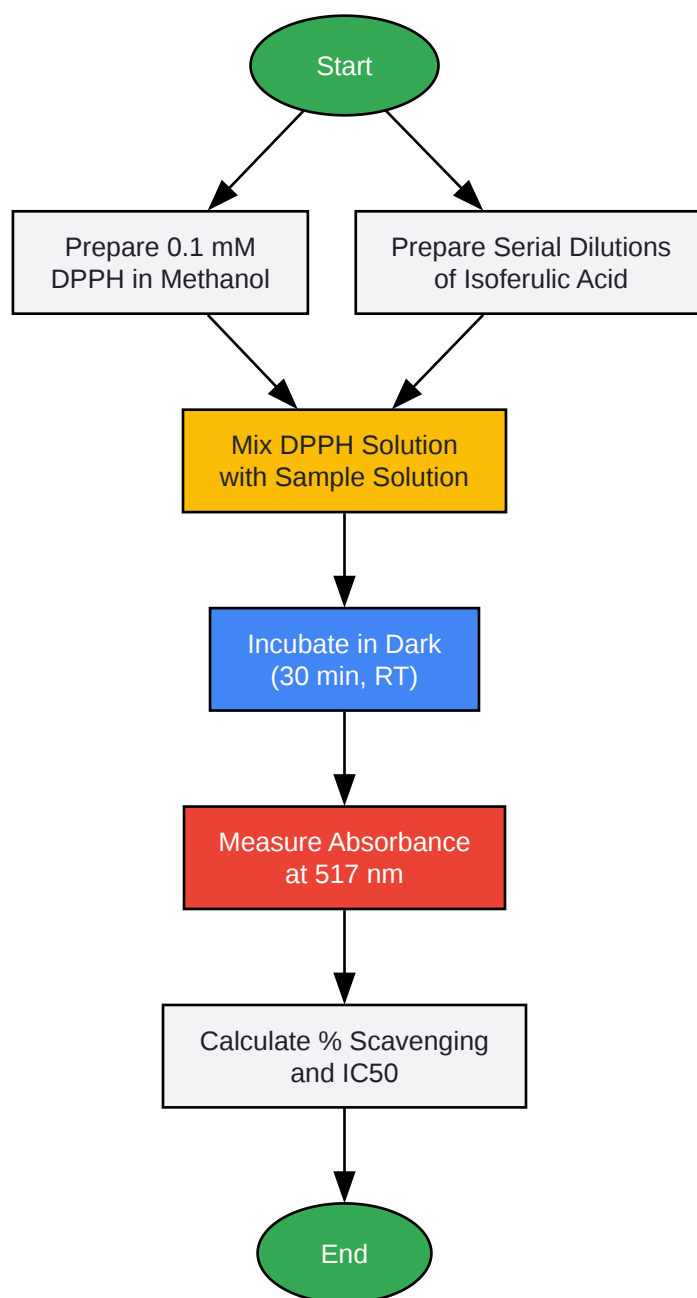 Start
Prepare 0.1 mM
DPPH in Methanol
Prepare Serial Dilutions
of Isoferulic Acid
Mix DPPH Solution
with Sample Solution
Incubate in Dark
(30 min, RT)
Measure Absorbance
at 517 nm
Calculate % Scavenging
and IC50
End